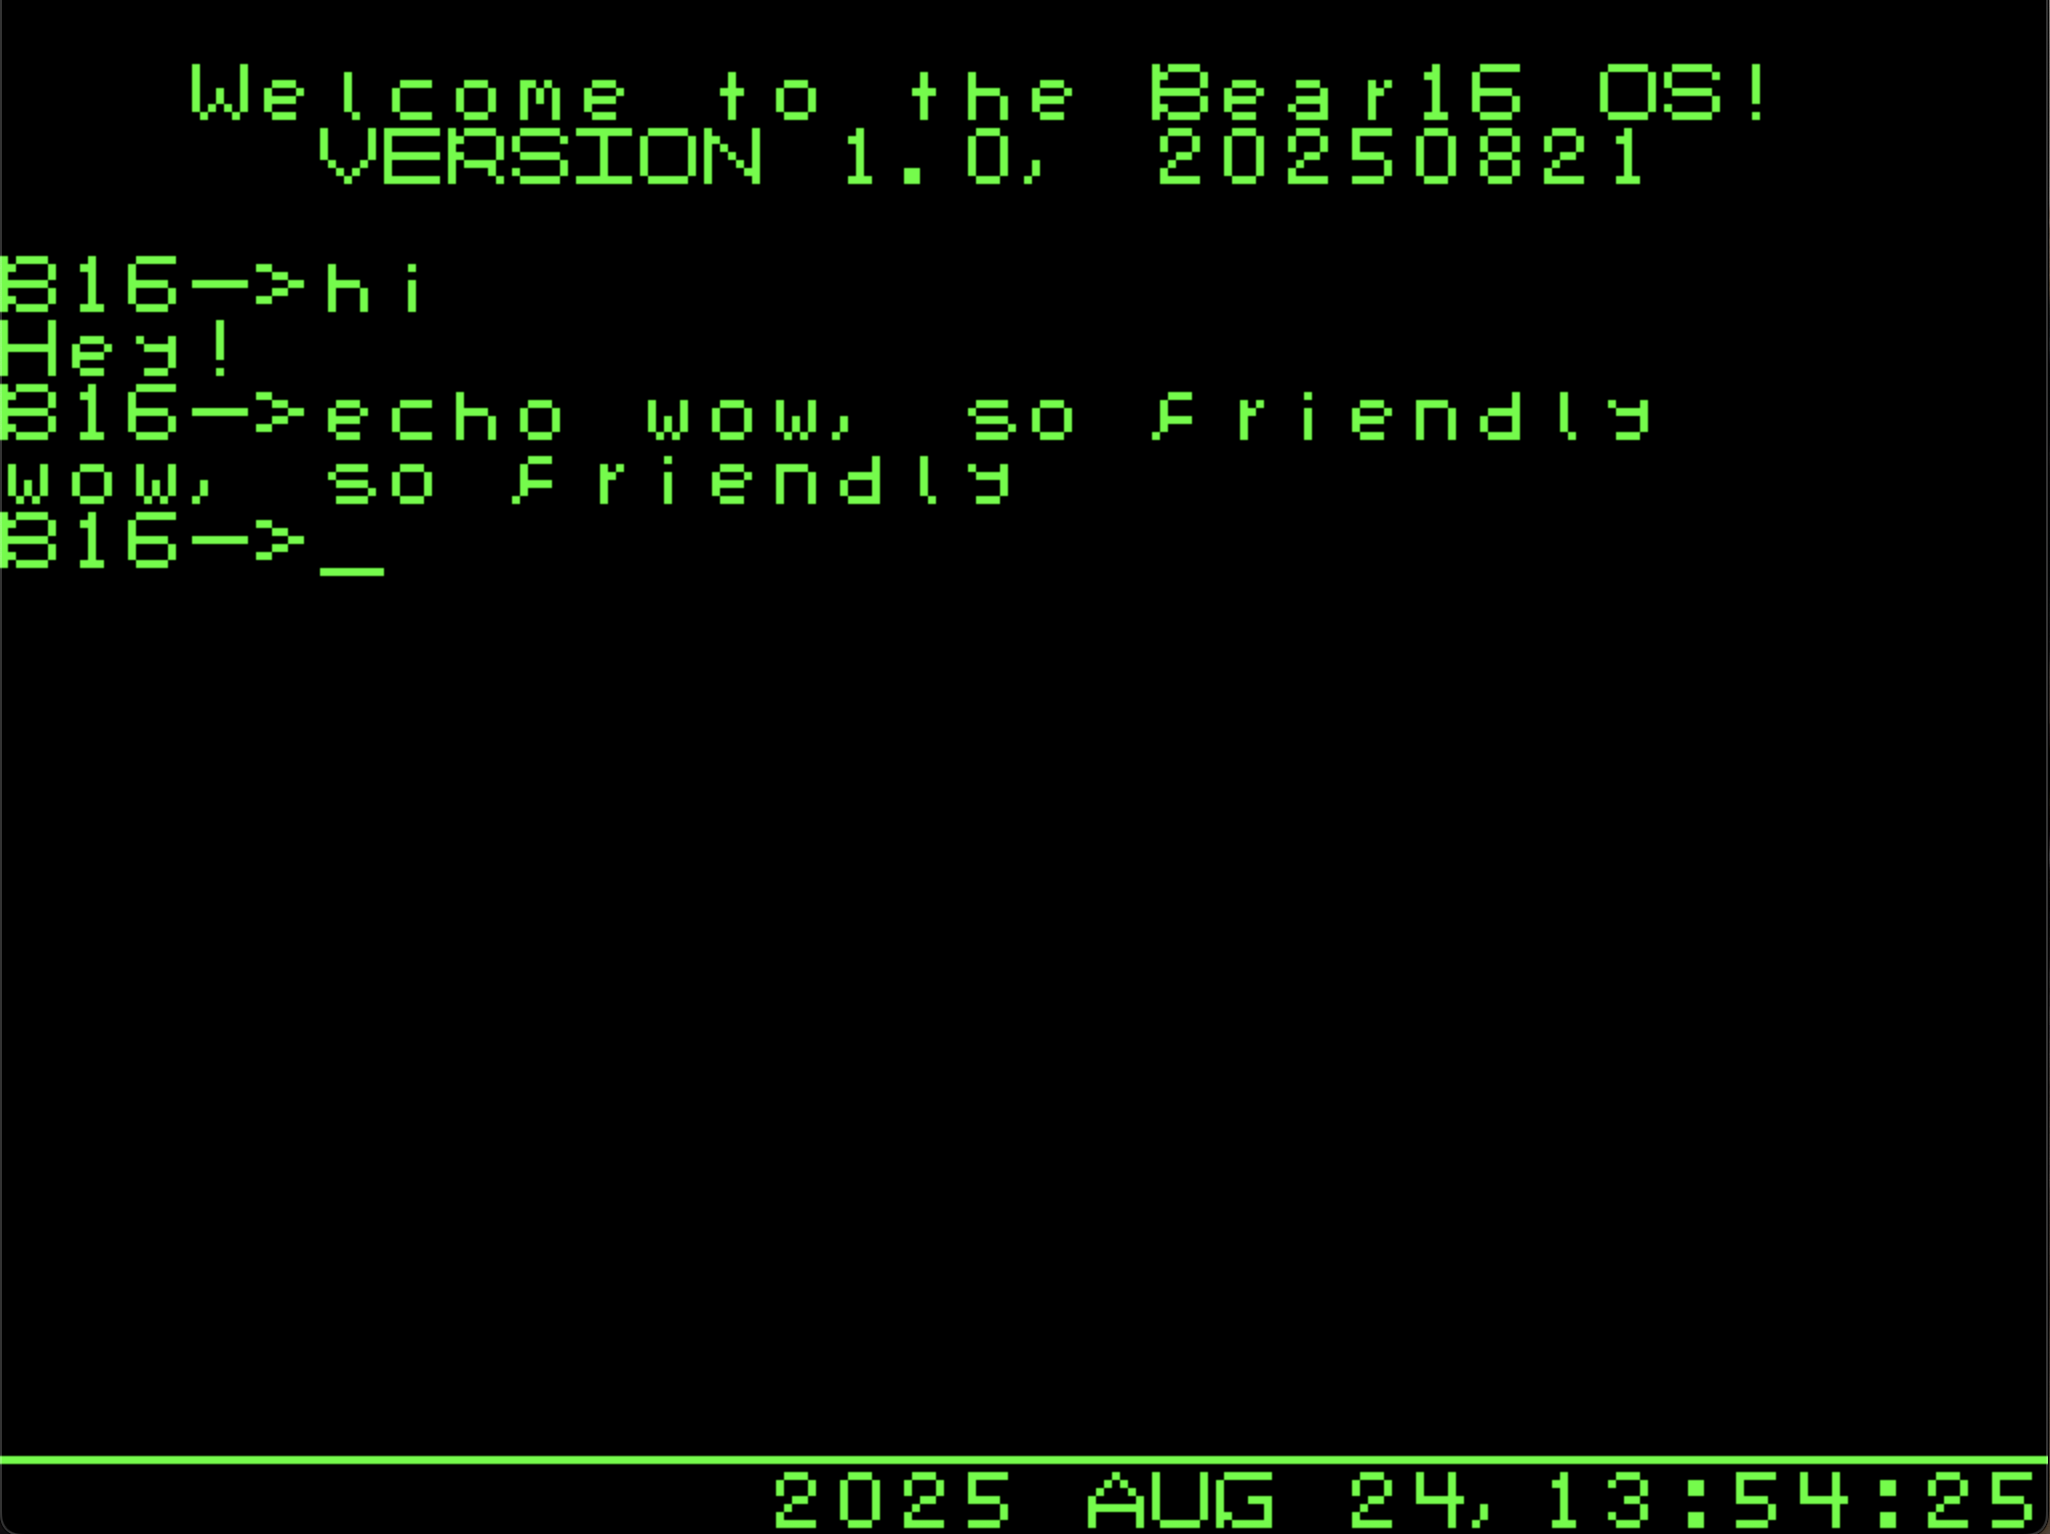 Welcome to the Bear16 OS!
VERSION 1.0, 20250821
B16->hi
Hey!
B16->echo wow, so friendly
wow, so friendly
B16->_
2025 AUG 24,13:54:25